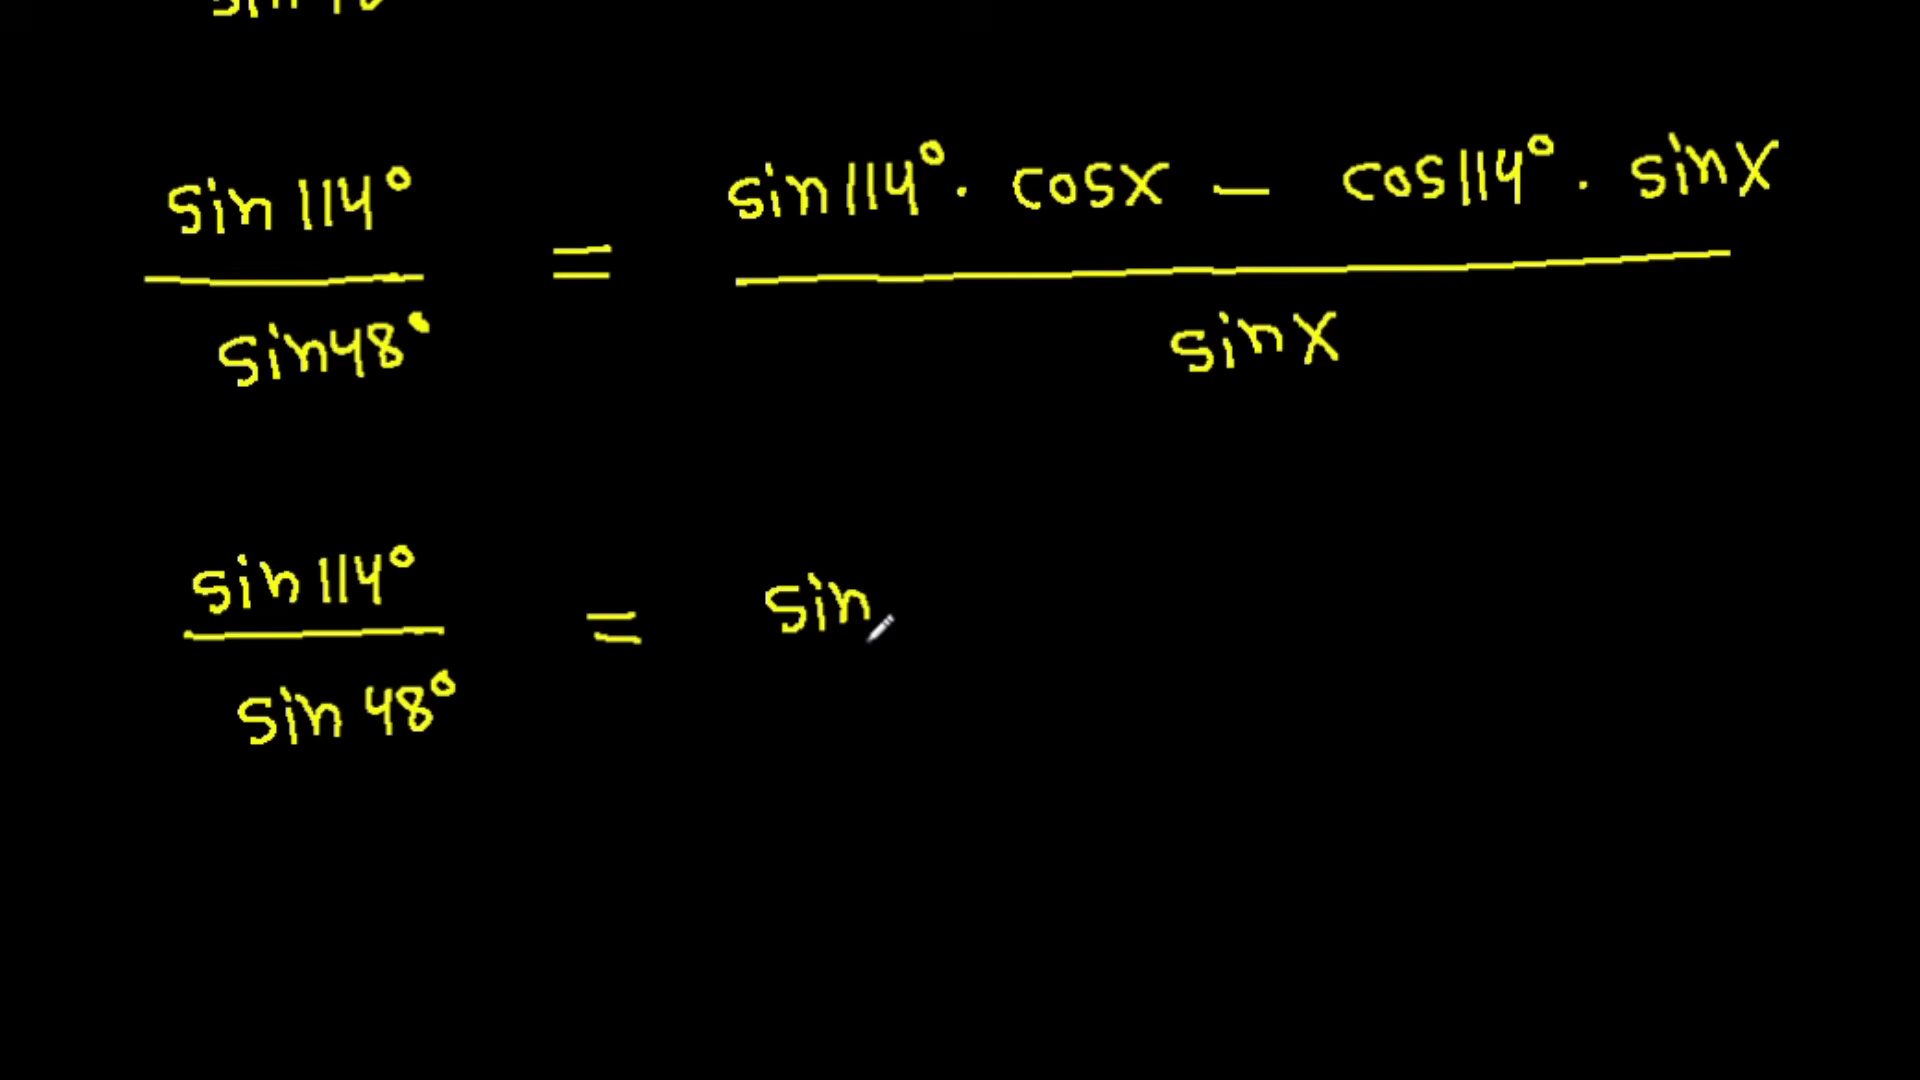 sin 114° / sin48° = sin114° · cosx − cos114° · sinx / sinx
sin 114° / sin 48° = sin